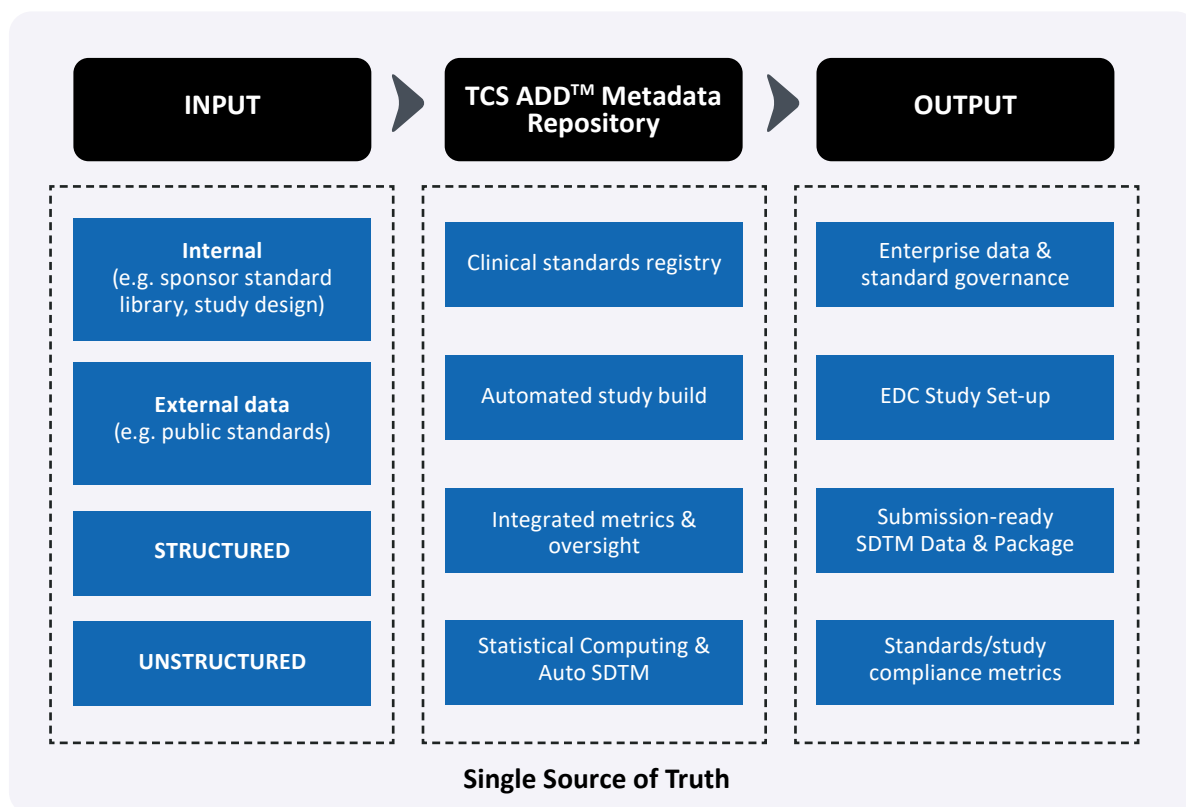 INPUT
TCS ADD™ Metadata
Repository
OUTPUT
Internal
(e.g. sponsor standard
library, study design)
External data
(e.g. public standards)
STRUCTURED
UNSTRUCTURED
Clinical standards registry
Automated study build
Integrated metrics &
oversight
Statistical Computing &
Auto SDTM
Enterprise data &
standard governance
EDC Study Set-up
Submission-ready
SDTM Data & Package
Standards/study
compliance metrics
Single Source of Truth